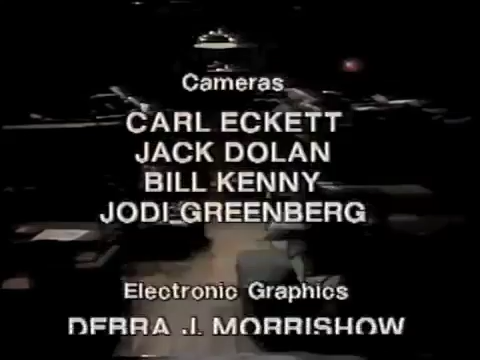 Cameras
CARL ECKETT
JACK DOLAN
BILL KENNY
JODI GREENBERG
Electronic Graphics
DEBRA J. MORRISHOW